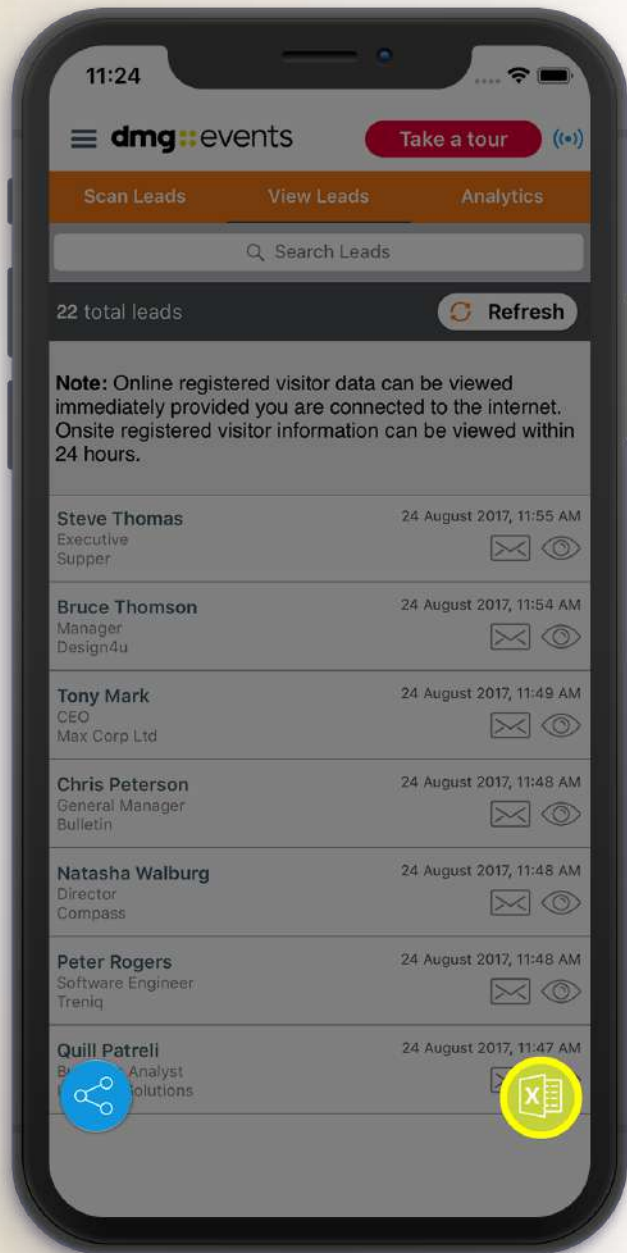 11:24
dmg::events
Take a tour
Scan Leads
View Leads
Analytics
Search Leads
22 total leads
Refresh
Note: Online registered visitor data can be viewed
immediately provided you are connected to the internet.
Onsite registered visitor information can be viewed within
24 hours.
Steve Thomas
24 August 2017, 11:55 AM
Executive
Supper
Bruce Thomson
24 August 2017, 11:54 AM
Manager
Design4u
Tony Mark
24 August 2017, 11:49 AM
CEO
Max Corp Ltd
Chris Peterson
24 August 2017, 11:48 AM
General Manager
Bulletin
Natasha Walburg
24 August 2017, 11:48 AM
Director
Compass
Peter Rogers
24 August 2017, 11:48 AM
Software Engineer
Treniq
Quill Patreli
24 August 2017, 11:47 AM
Analyst
X